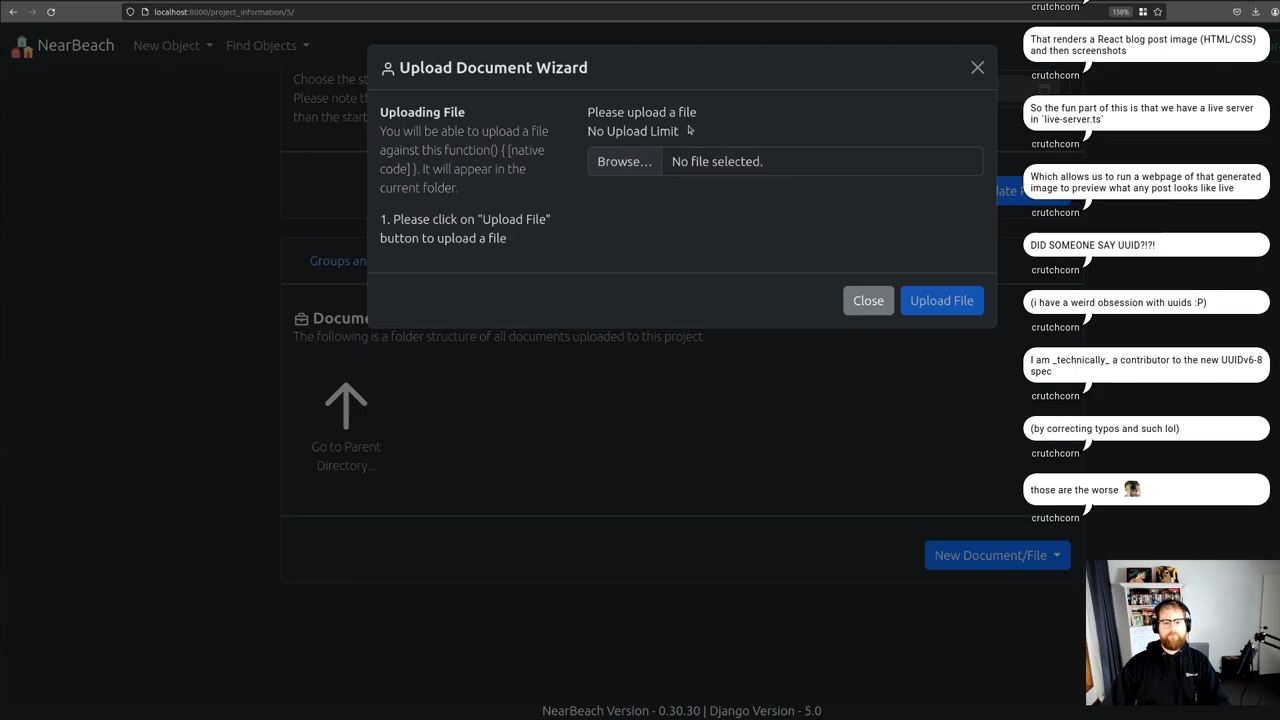 localhost:8000/project_information/5/
150%
NearBeach
New Object
Find Objects
Choose the st
Please note th
than the start
Upload Document Wizard
Uploading File
You will be able to upload a file
against this function() { [native
code] }. It will appear in the
current folder.
1. Please click on "Upload File"
button to upload a file
Please upload a file
No Upload Limit
Browse...
No file selected.
Close
Upload File
Groups an
Docume
The following is a folder structure of all documents uploaded to this project
Go to Parent
Directory...
New Document/File
NearBeach Version - 0.30.30 | Django Version - 5.0
crutchcorn
That renders a React blog post image (HTML/CSS)
and then screenshots
crutchcorn
So the fun part of this is that we have a live server
in `live-server.ts`
crutchcorn
Which allows us to run a webpage of that generated
image to preview what any post looks like live
crutchcorn
DID SOMEONE SAY UUID?!?!
crutchcorn
(i have a weird obsession with uuids :P)
crutchcorn
I am _technically_ a contributor to the new UUIDv6-8
spec
crutchcorn
(by correcting typos and such lol)
crutchcorn
those are the worse
crutchcorn